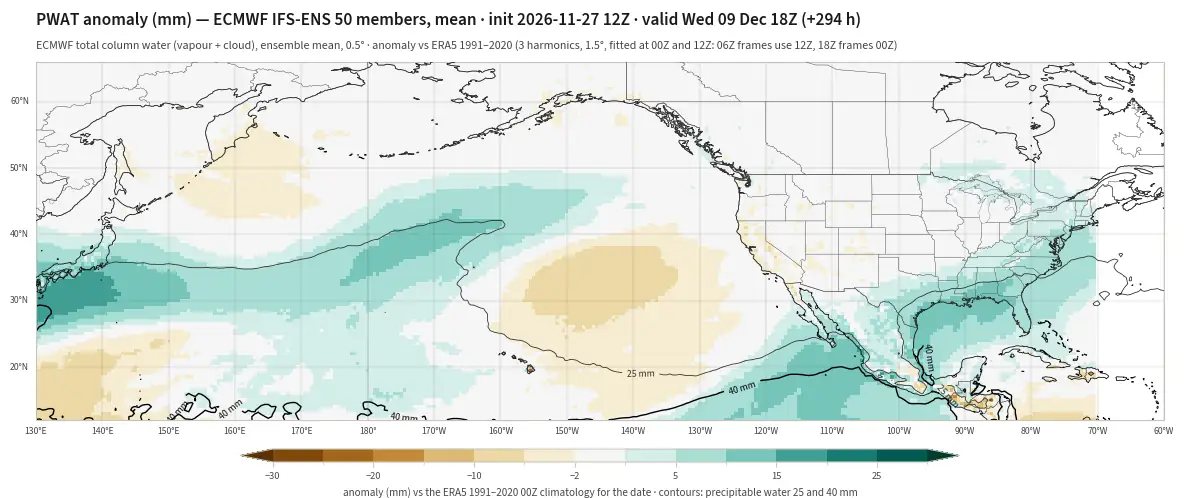 PWAT anomaly (mm) — ECMWF IFS-ENS 50 members, mean · init 2026-11-27 12Z · valid Wed 09 Dec 18Z (+294 h)
ECMWF total column water (vapour + cloud), ensemble mean, 0.5° · anomaly vs ERA5 1991–2020 (3 harmonics, 1.5°, fitted at 00Z and 12Z: 06Z frames use 12Z, 18Z frames 00Z)
60°N
50°N
40°N
30°N
20°N
40 mm
25 mm
40 mm
40 mm
40 mm
130°E 140°E 150°E 160°E 170°E 180° 170°W 160°W 150°W 140°W 130°W 120°W 110°W 100°W 90°W 80°W 70°W 60°W
−30 −20 −10 −2 5 15 25
anomaly (mm) vs the ERA5 1991–2020 00Z climatology for the date · contours: precipitable water 25 and 40 mm